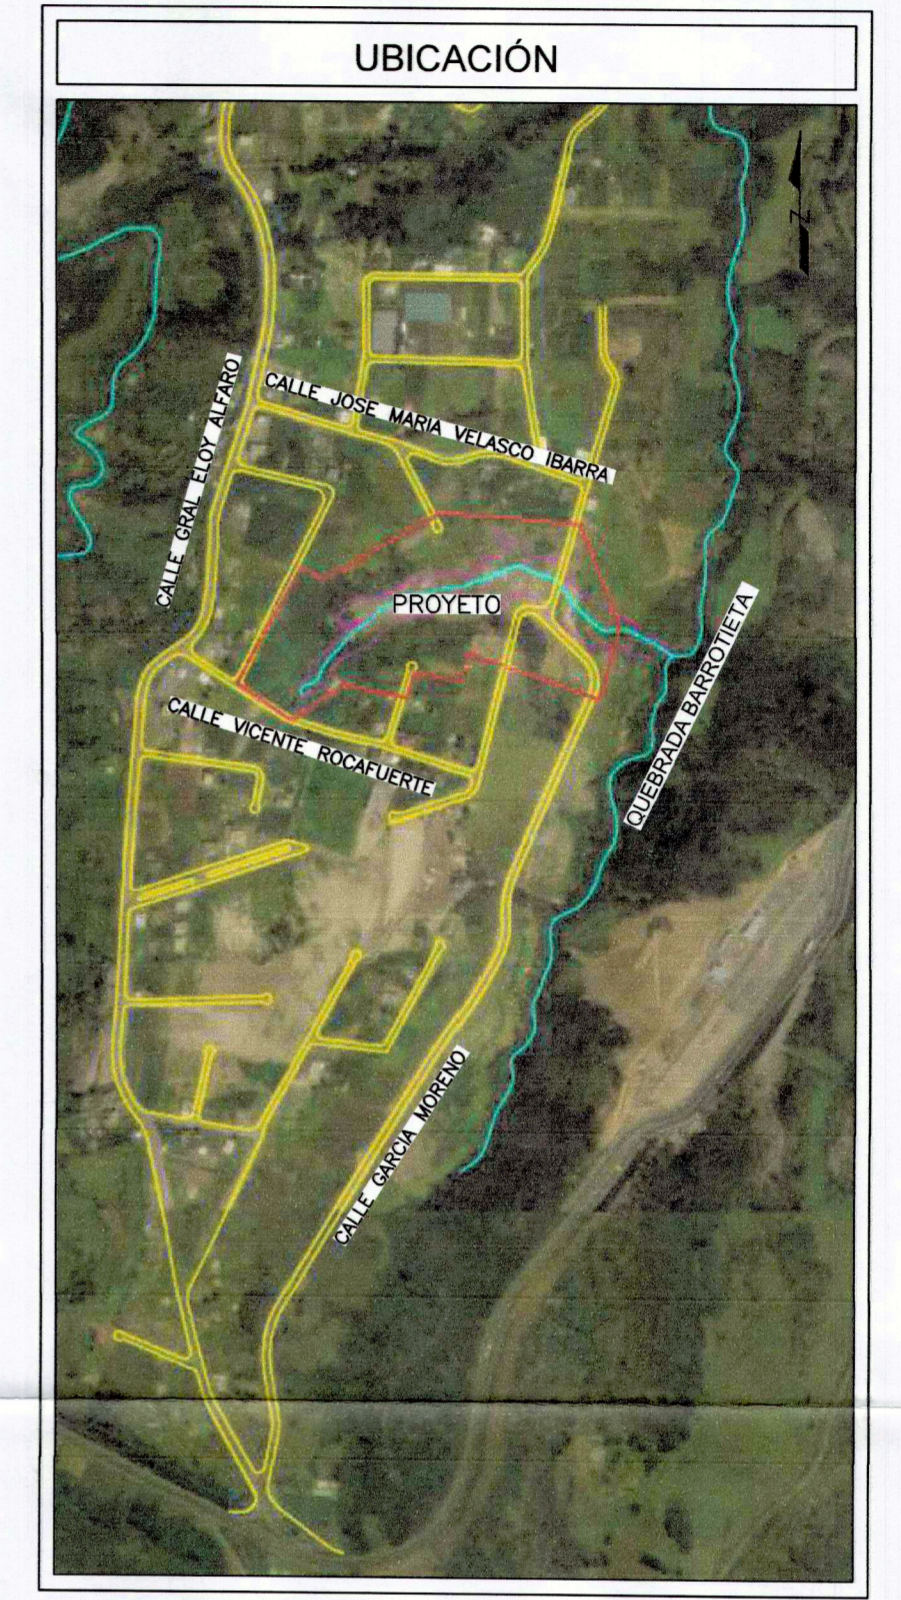 UBICACIÓN
N
CALLE GRAL ELOY ALFARO
CALLE JOSE MARIA VELASCO IBARRA
PROYETO
CALLE VICENTE ROCAFUERTE
QUEBRADA BARROTIETA
CALLE GARCIA MORENO